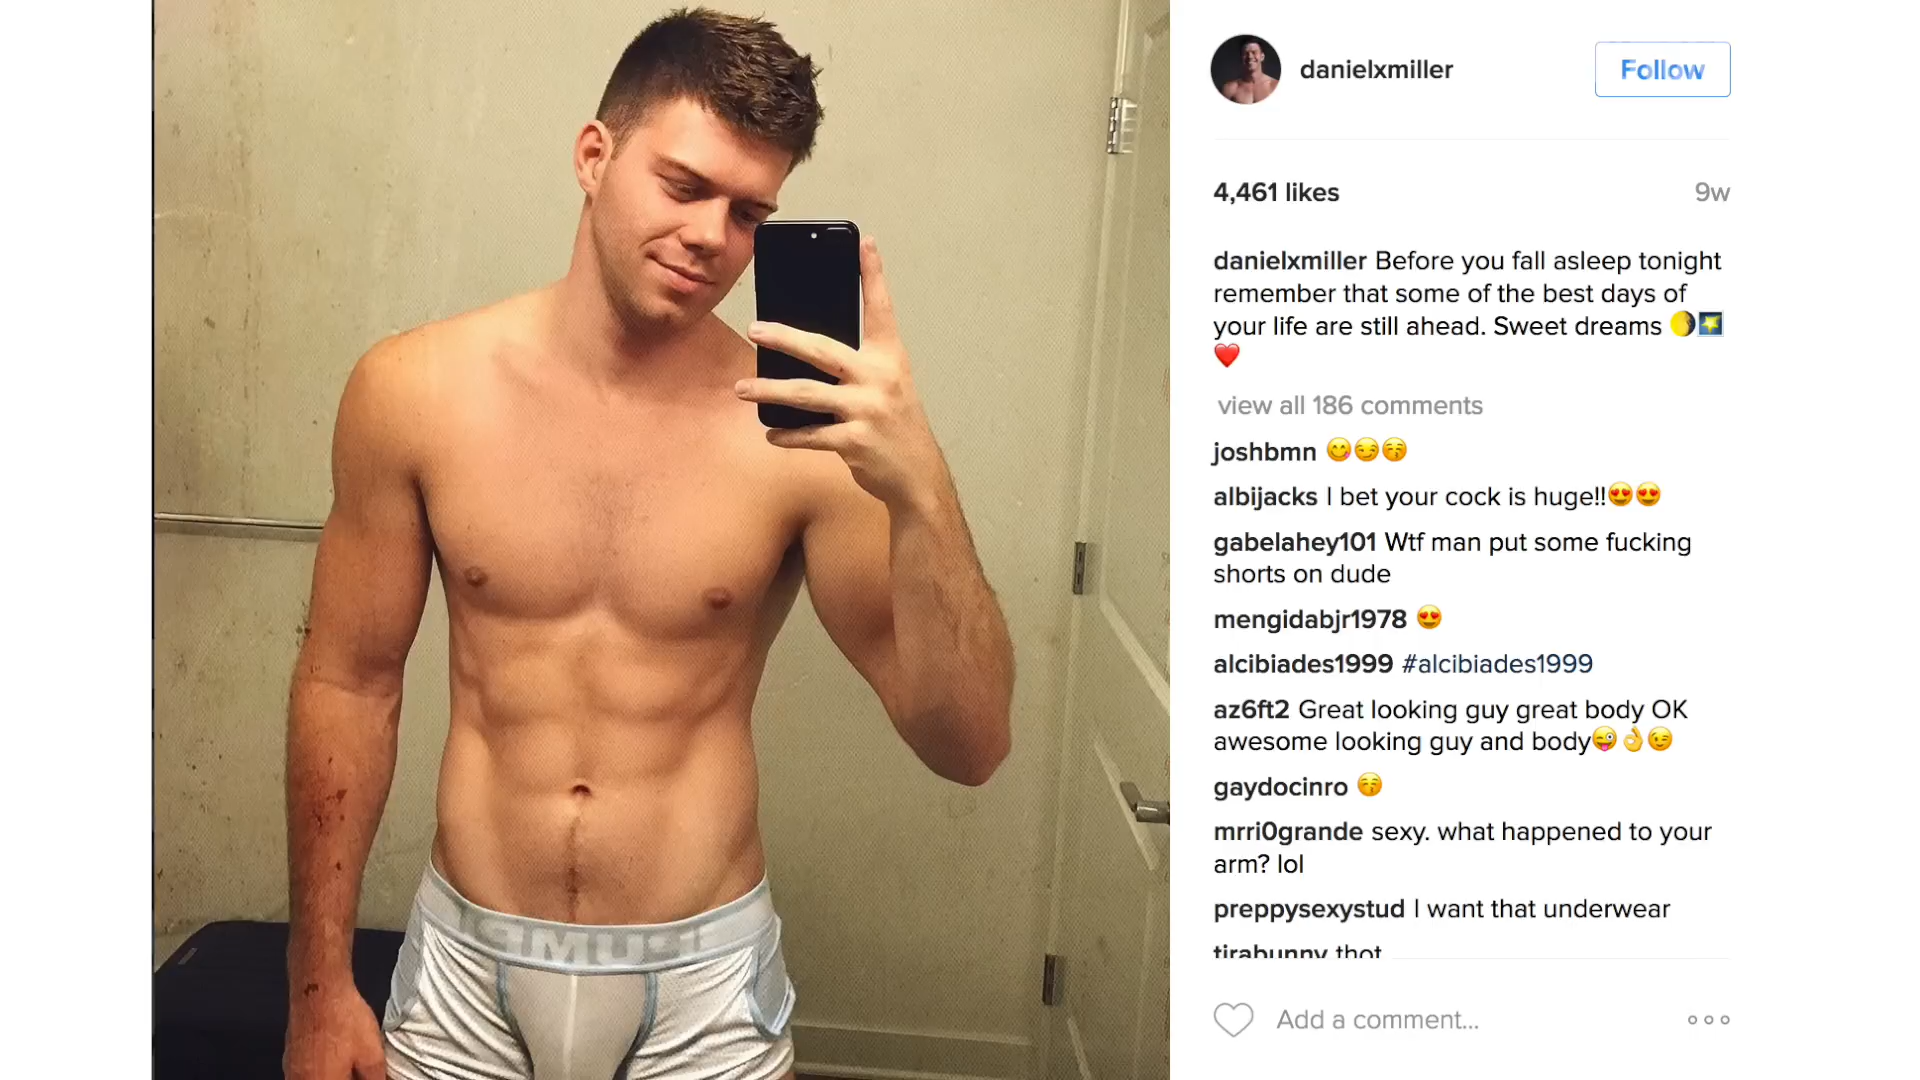 danielxmiller
Follow
4,461 likes
9w
danielxmiller Before you fall asleep tonight
remember that some of the best days of
your life are still ahead. Sweet dreams 🌖🌠
❤️
view all 186 comments
joshbmn 😋😏😚
albijacks I bet your cock is huge!!😍😍
gabelahey101 Wtf man put some fucking
shorts on dude
mengidabjr1978 😍
alcibiades1999 #alcibiades1999
az6ft2 Great looking guy great body OK
awesome looking guy and body😜👌😉
gaydocinro 😚
mrri0grande sexy. what happened to your
arm? lol
preppysexystud I want that underwear
tirabunny thot
Add a comment...
PUMP!